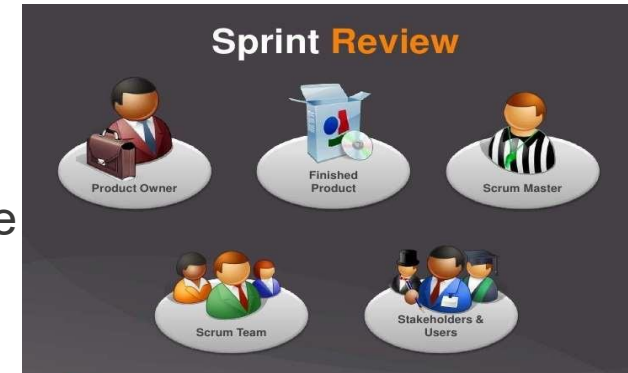 Sprint Review
Product Owner
Finished
Product
Scrum Master
e
Scrum Team
Stakeholders &
Users